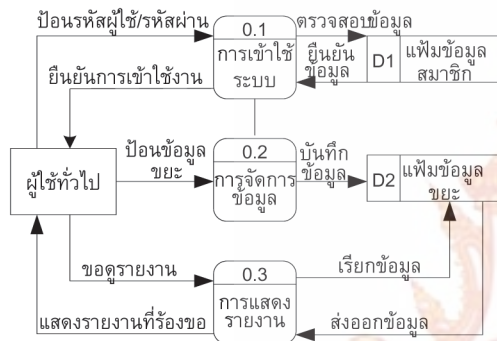 ป้อนรหัสผู้ใช้/รหัสผ่าน
0.1
การเข้าใช้
ระบบ
ตรวจสอบข้อมูล
ยืนยัน
ข้อมูล
D1
แฟ้มข้อมูล
สมาชิก
ยืนยันการเข้าใช้งาน
ผู้ใช้ทั่วไป
ป้อนข้อมูล
ขยะ
0.2
การจัดการ
ข้อมูล
บันทึก
ข้อมูล
D2
แฟ้มข้อมูล
ขยะ
ขอดูรายงาน
0.3
การแสดง
รายงาน
เรียกข้อมูล
แสดงรายงานที่ร้องขอ
ส่งออกข้อมูล